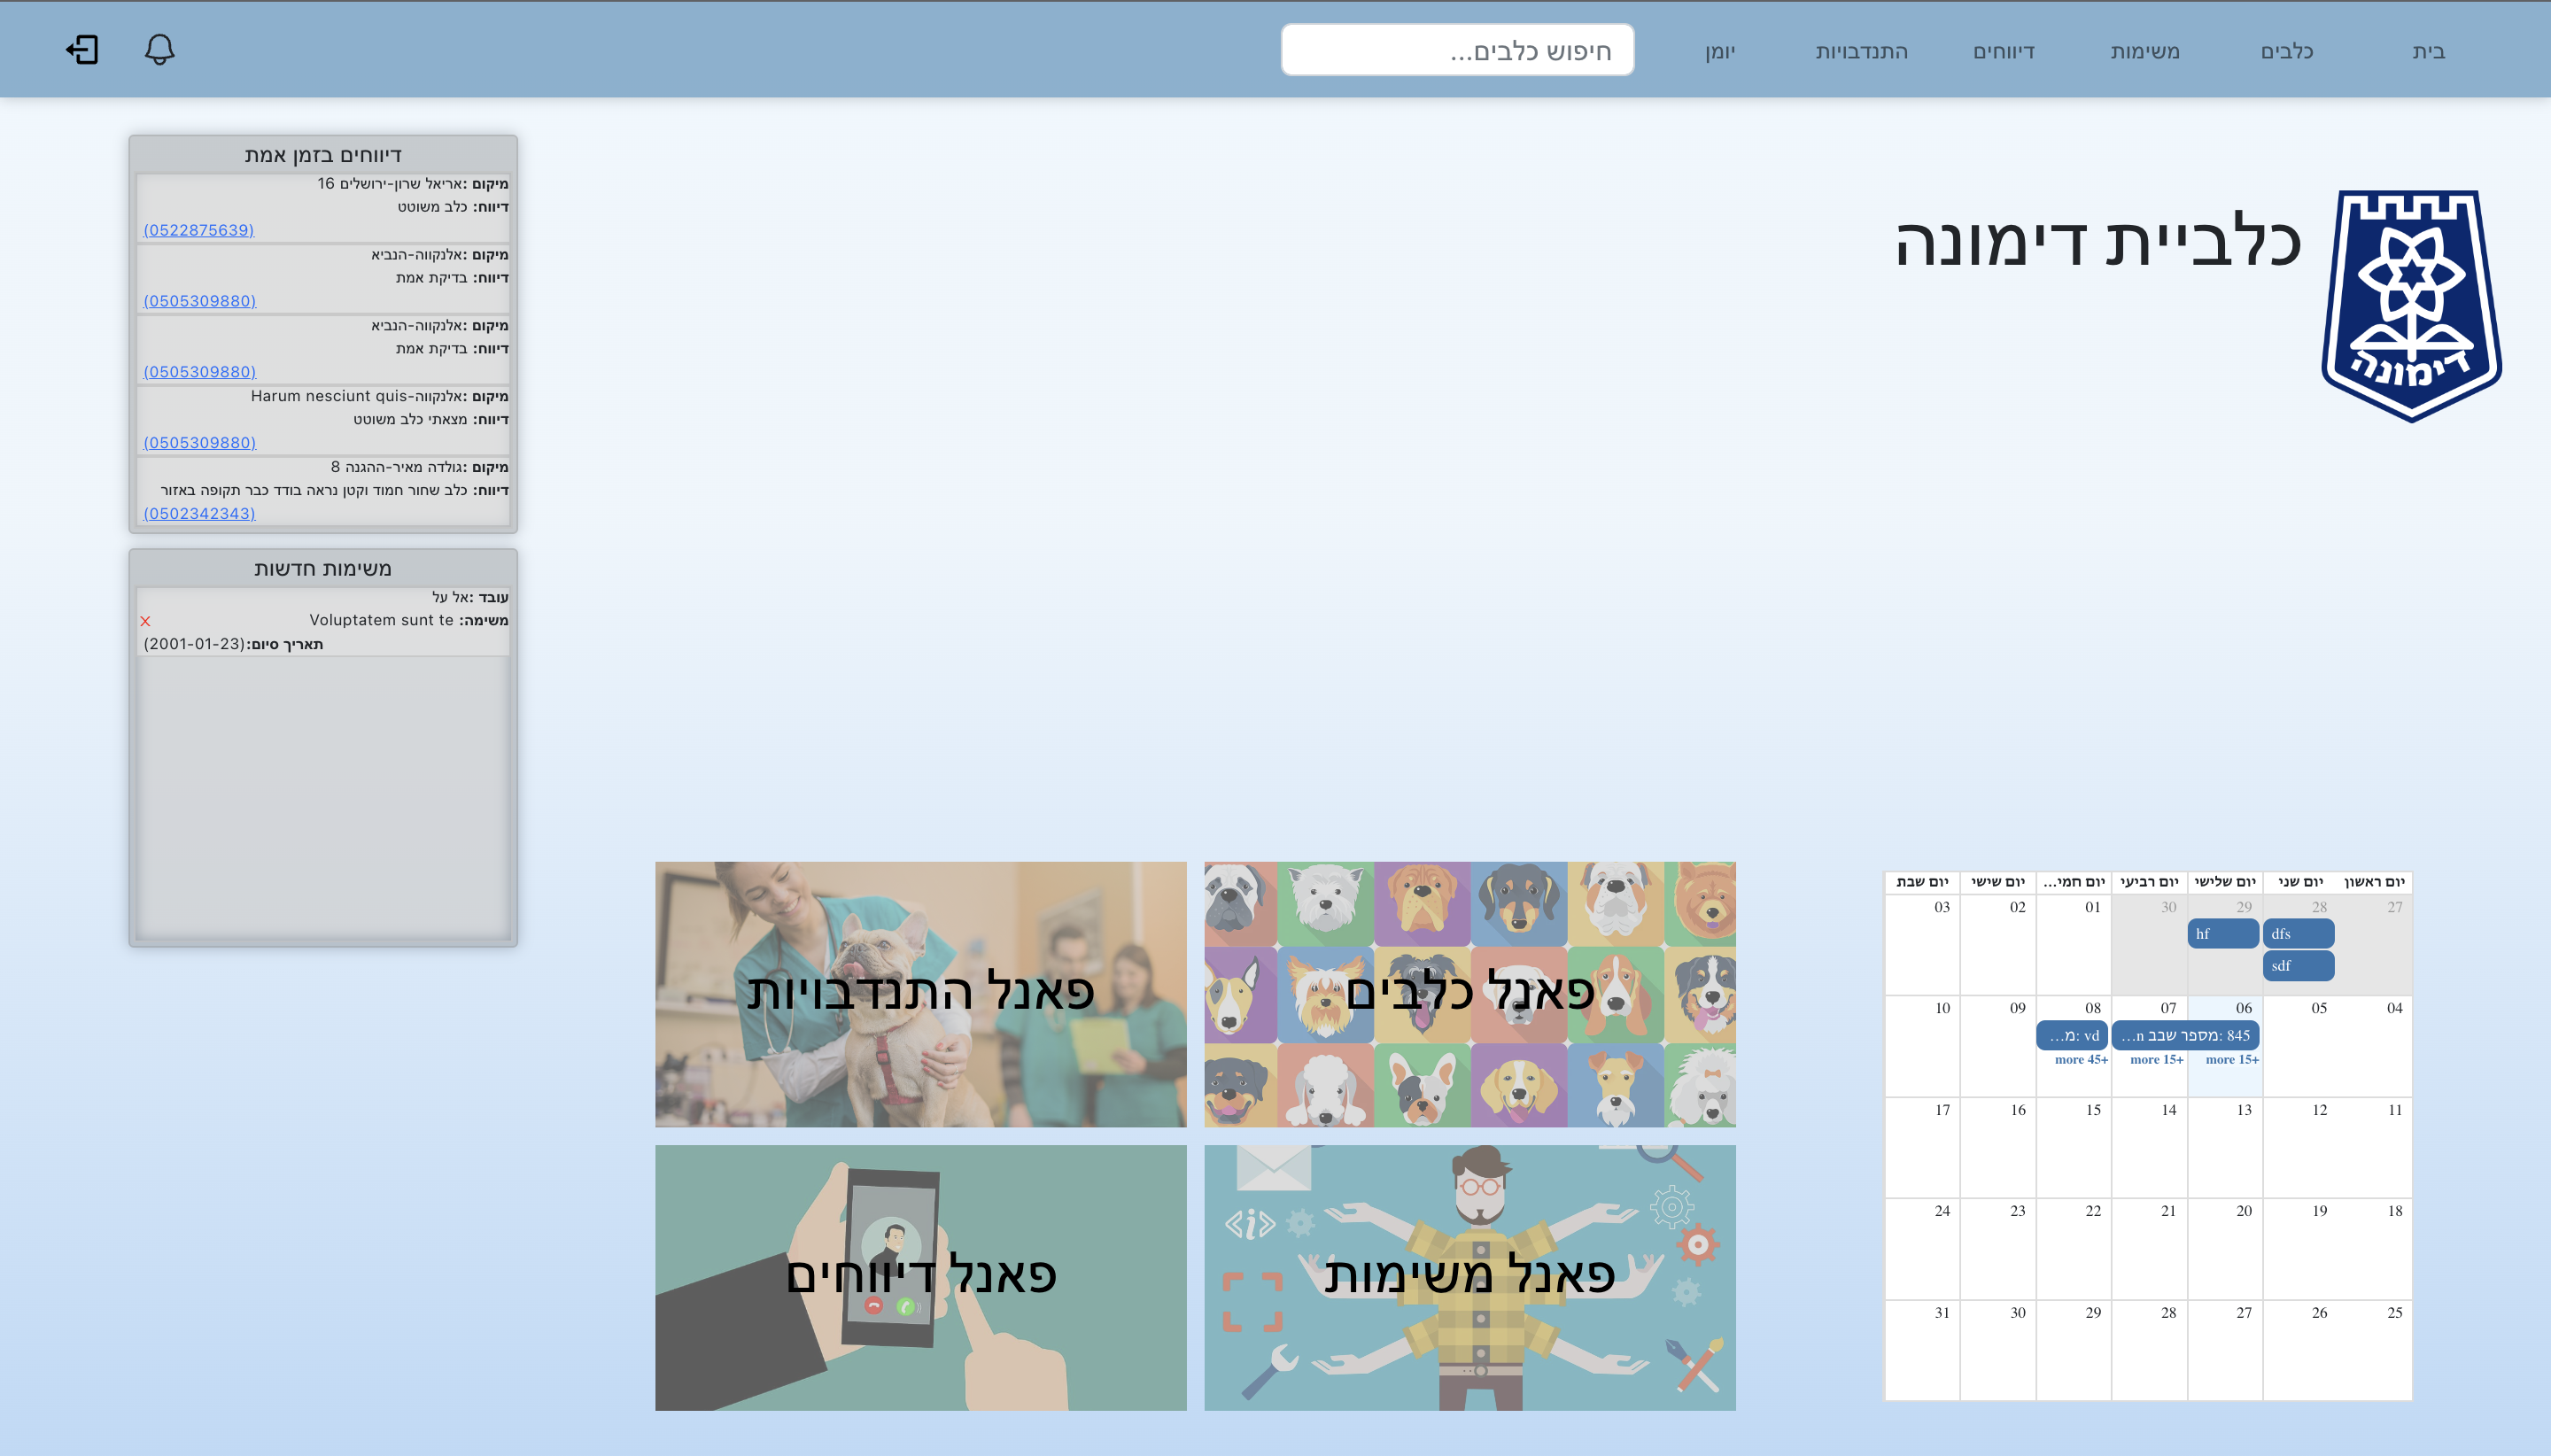 בית
כלבים
משימות
דיווחים
התנדבויות
יומן
חיפוש כלבים...
כלביית דימונה
דימונה
דיווחים בזמן אמת
מיקום :אריאל שרון-ירושלים 16
דיווח: כלב משוטט
(0522875639)
מיקום :אלנקווה-הנביא
דיווח: בדיקת אמת
(0505309880)
מיקום :אלנקווה-הנביא
דיווח: בדיקת אמת
(0505309880)
מיקום :אלנקווה-Harum nesciunt quis
דיווח: מצאתי כלב משוטט
(0505309880)
מיקום :גולדה מאיר-ההגנה 8
דיווח: כלב שחור חמוד וקטן נראה בודד כבר תקופה באזור
(0502342343)
משימות חדשות
עובד :אל על
משימה: Voluptatem sunt te
תאריך סיום:(2001-01-23)
פאנל כלבים
פאנל התנדבויות
פאנל משימות
פאנל דיווחים
יום ראשון יום שני יום שלישי יום רביעי יום חמי... יום שישי יום שבת
27 28 29 30 01 02 03
dfs hf
sdf
04 05 06 07 08 09 10
845 :מספר שבב n... vd :מ...
+15 more +15 more +45 more
11 12 13 14 15 16 17
18 19 20 21 22 23 24
25 26 27 28 29 30 31